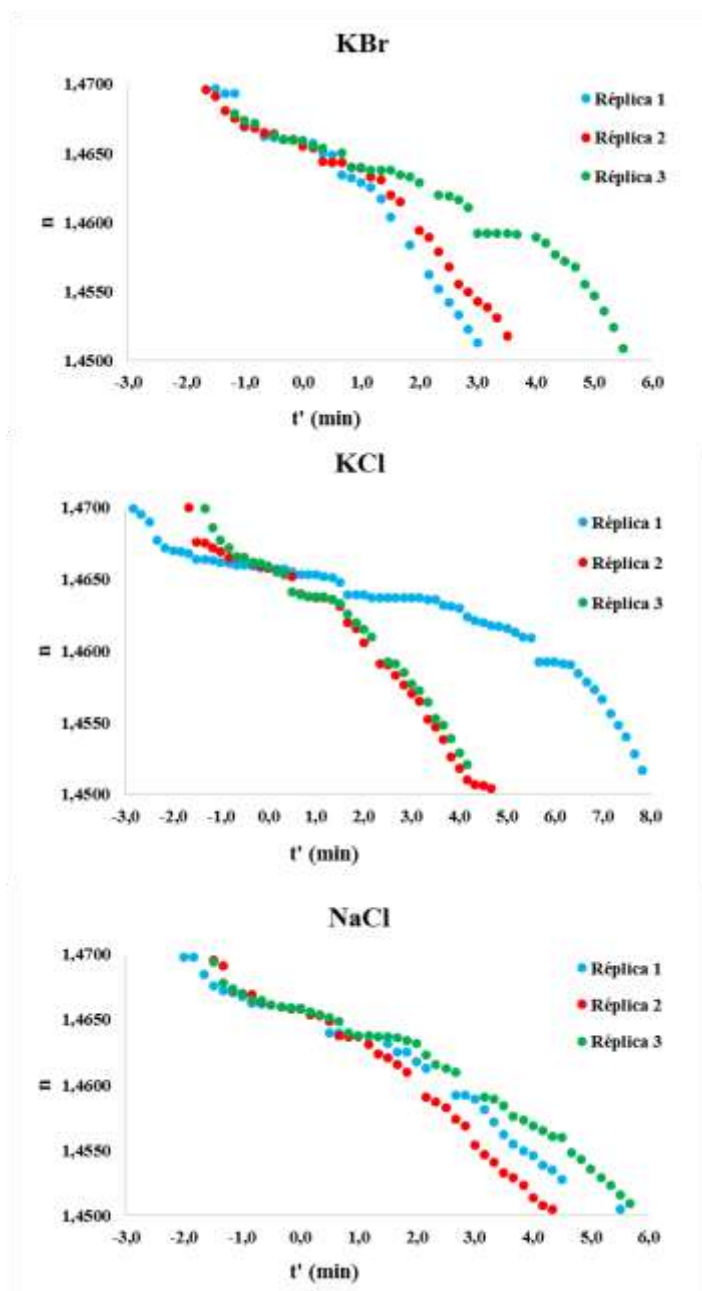 KBr
1,4700
1,4650
1,4600
1,4550
1,4500
n
Réplica 1
Réplica 2
Réplica 3
-3,0 -2,0 -1,0 0,0 1,0 2,0 3,0 4,0 5,0 6,0
t' (min)
KCl
1,4700
1,4650
1,4600
1,4550
1,4500
n
Réplica 1
Réplica 2
Réplica 3
-3,0 -2,0 -1,0 0,0 1,0 2,0 3,0 4,0 5,0 6,0 7,0 8,0
t' (min)
NaCl
1,4700
1,4650
1,4600
1,4550
1,4500
n
Réplica 1
Réplica 2
Réplica 3
-3,0 -2,0 -1,0 0,0 1,0 2,0 3,0 4,0 5,0 6,0
t' (min)